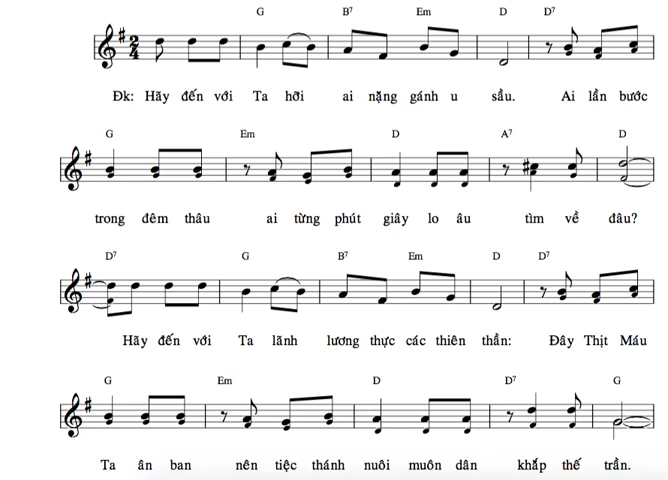 G B7 Em D D7
Đk: Hãy đến với Ta hỡi ai nặng gánh u sầu. Ai lần bước
G Em D A7 D
trong đêm thâu ai từng phút giây lo âu tìm về đâu?
D7 G B7 Em D D7
Hãy đến với Ta lãnh lương thực các thiên thần: Đây Thịt Máu
G Em D D7 G
Ta ân ban nên tiệc thánh nuôi muôn dân khắp thế trần.